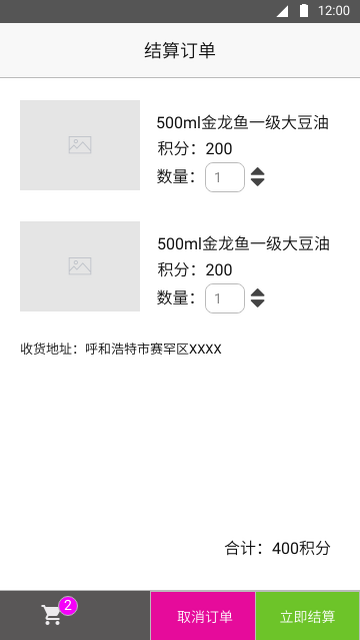 12:00
结算订单
500ml金龙鱼一级大豆油
积分：200
数量： 1
500ml金龙鱼一级大豆油
积分：200
数量： 1
收货地址：呼和浩特市赛罕区XXXX
合计：400积分
2
取消订单 立即结算